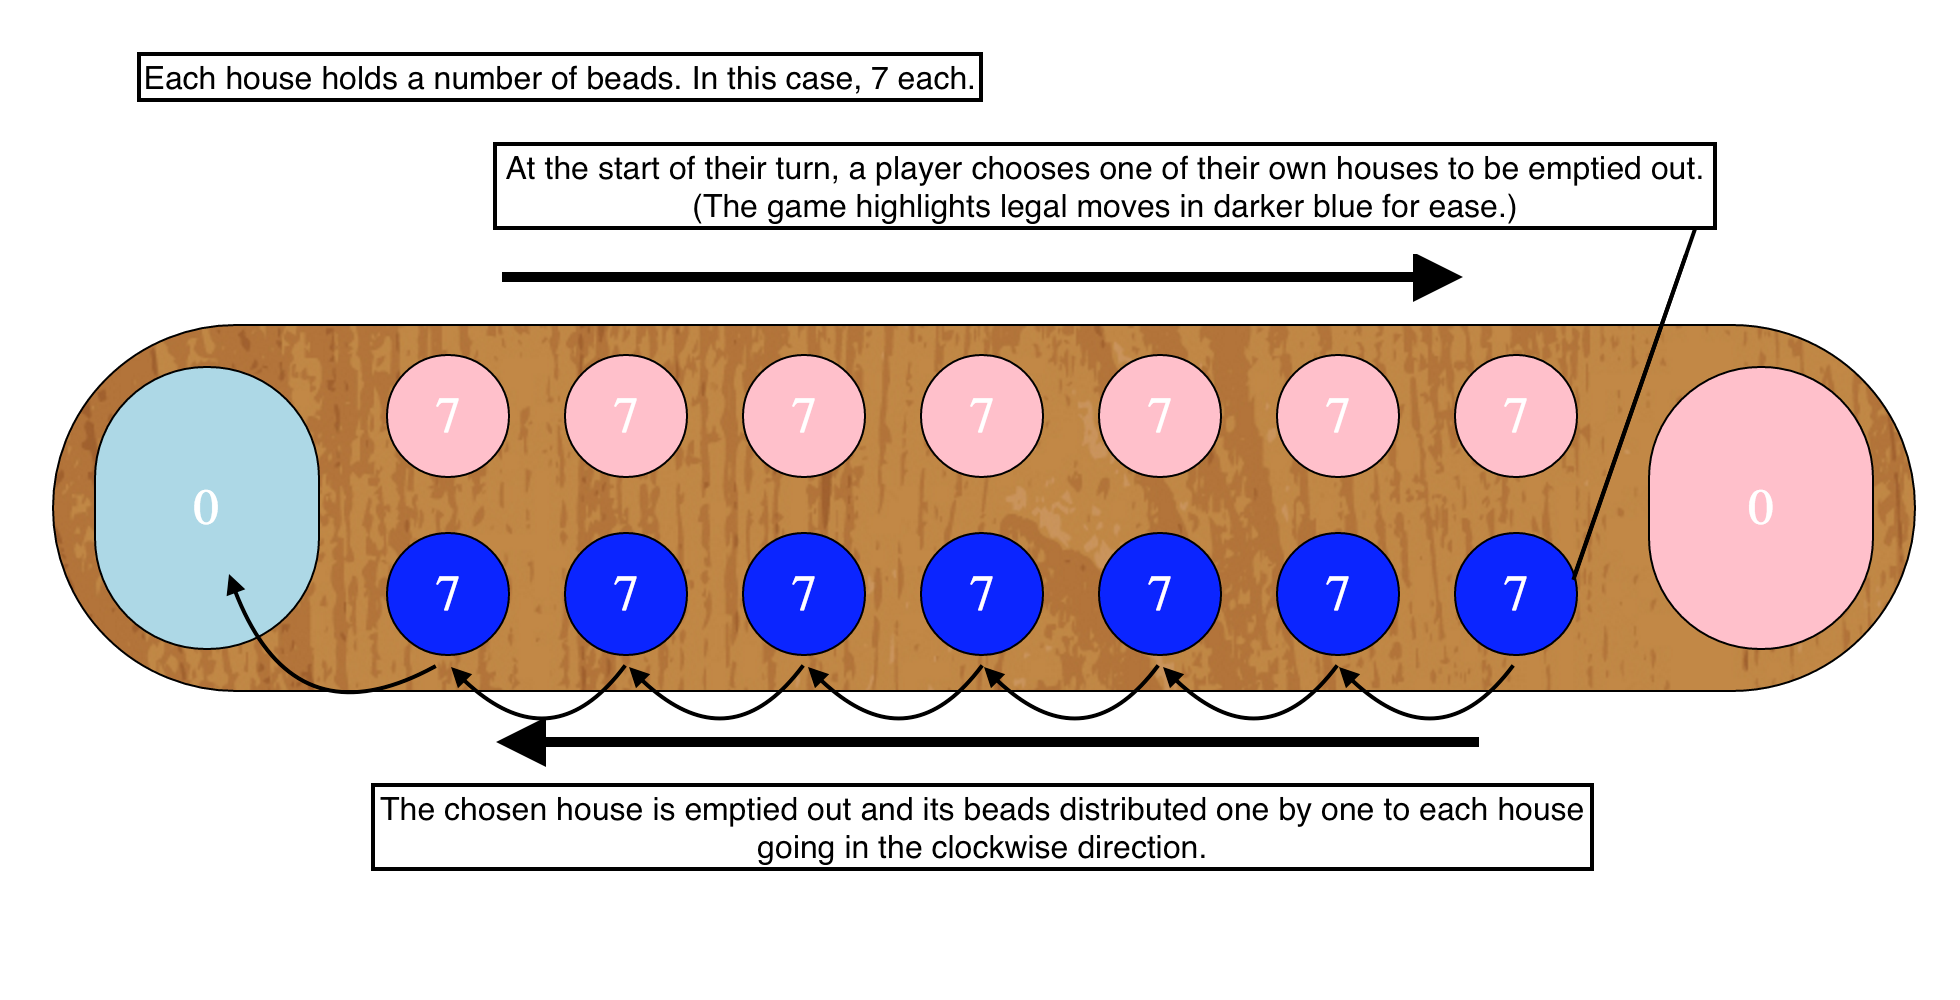 Each house holds a number of beads. In this case, 7 each.
At the start of their turn, a player chooses one of their own houses to be emptied out.
(The game highlights legal moves in darker blue for ease.)
7 7 7 7 7 7 7
0 0
7 7 7 7 7 7 7
The chosen house is emptied out and its beads distributed one by one to each house
going in the clockwise direction.